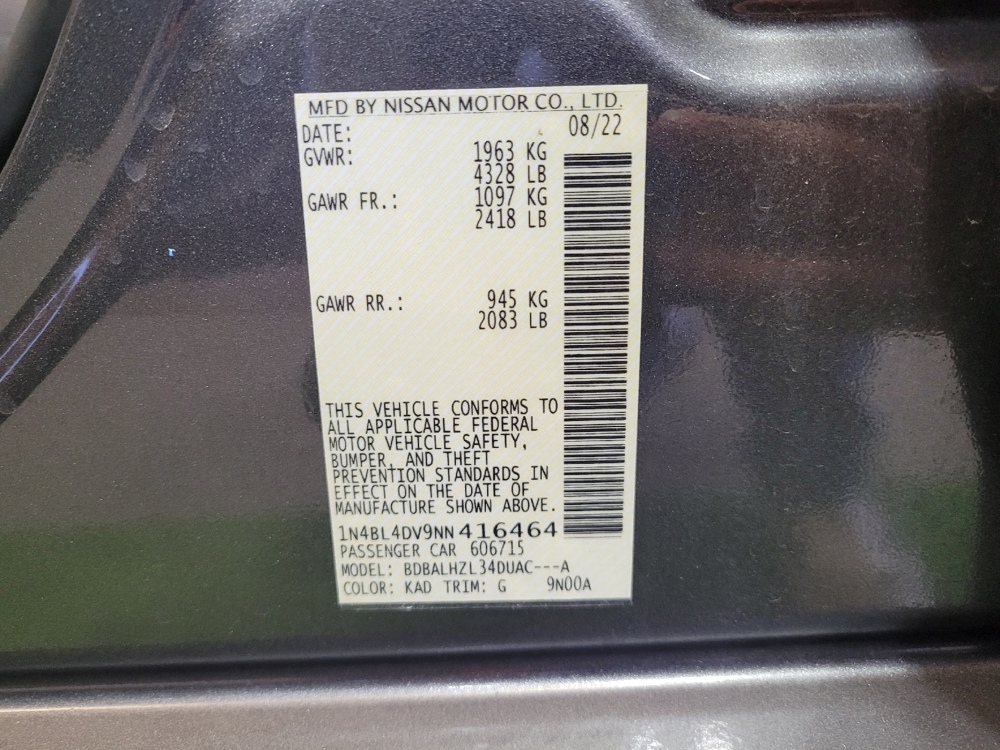 MFD BY NISSAN MOTOR CO., LTD.
DATE: 08/22
GVWR: 1963 KG
4328 LB
GAWR FR.: 1097 KG
2418 LB
GAWR RR.: 945 KG
2083 LB
THIS VEHICLE CONFORMS TO
ALL APPLICABLE FEDERAL
MOTOR VEHICLE SAFETY,
BUMPER, AND THEFT
PREVENTION STANDARDS IN
EFFECT ON THE DATE OF
MANUFACTURE SHOWN ABOVE.
1N4BL4DV9NN416464
PASSENGER CAR 606715
MODEL: BDBALHZL34DUAC---A
COLOR: KAD TRIM: G 9N00A